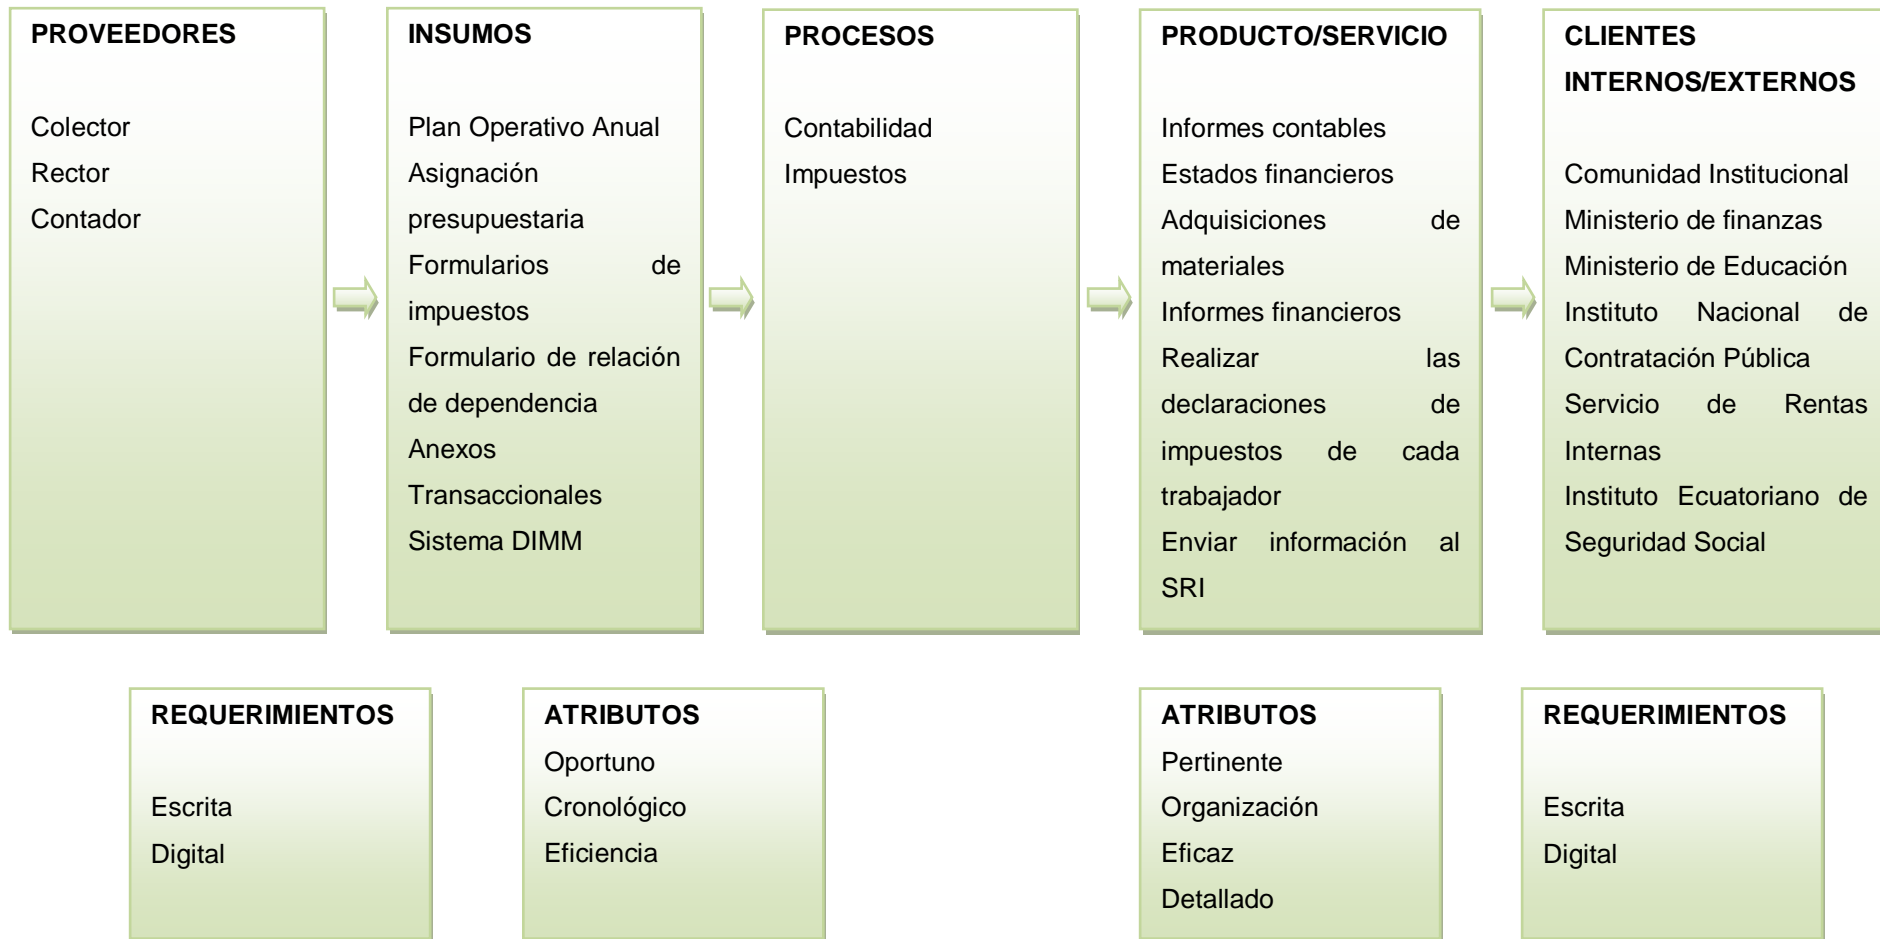 PROVEEDORES
Colector
Rector
Contador
INSUMOS
Plan Operativo Anual
Asignación
presupuestaria
Formularios de
impuestos
Formulario de relación
de dependencia
Anexos
Transaccionales
Sistema DIMM
PROCESOS
Contabilidad
Impuestos
PRODUCTO/SERVICIO
Informes contables
Estados financieros
Adquisiciones de
materiales
Informes financieros
Realizar las
declaraciones de
impuestos de cada
trabajador
Enviar información al
SRI
CLIENTES
INTERNOS/EXTERNOS
Comunidad Institucional
Ministerio de finanzas
Ministerio de Educación
Instituto Nacional de
Contratación Pública
Servicio de Rentas
Internas
Instituto Ecuatoriano de
Seguridad Social
REQUERIMIENTOS
Escrita
Digital
ATRIBUTOS
Oportuno
Cronológico
Eficiencia
ATRIBUTOS
Pertinente
Organización
Eficaz
Detallado
REQUERIMIENTOS
Escrita
Digital